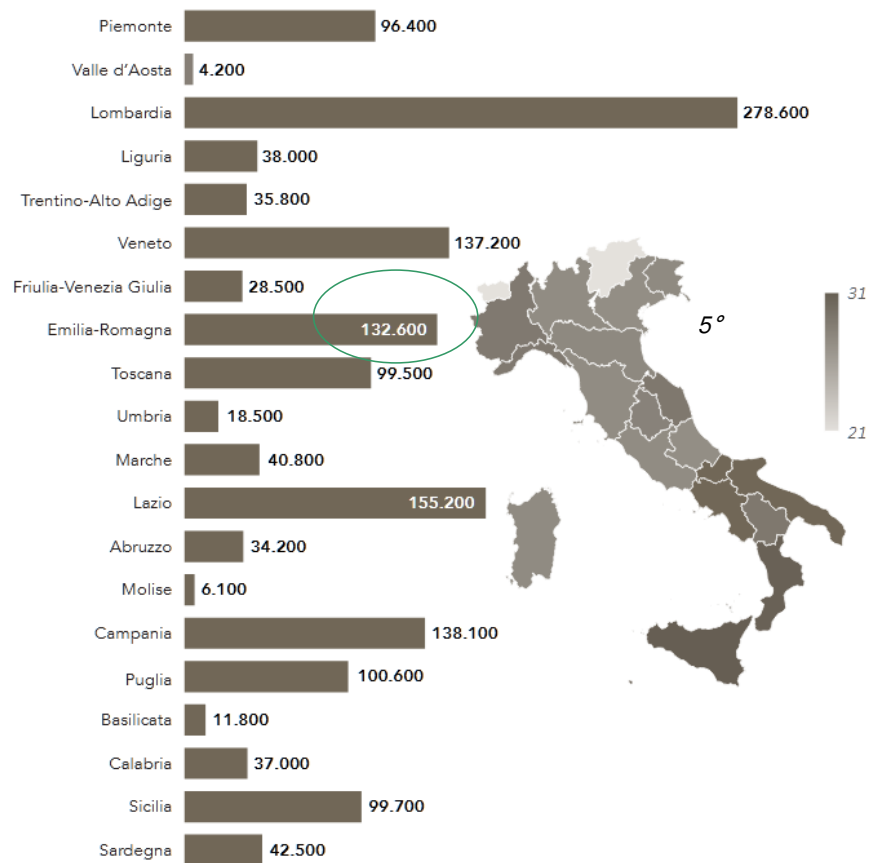 Piemonte 96.400
Valle d'Aosta 4.200
Lombardia 278.600
Liguria 38.000
Trentino-Alto Adige 35.800
Veneto 137.200
Friulia-Venezia Giulia 28.500
Emilia-Romagna 132.600
Toscana 99.500
Umbria 18.500
Marche 40.800
Lazio 155.200
Abruzzo 34.200
Molise 6.100
Campania 138.100
Puglia 100.600
Basilicata 11.800
Calabria 37.000
Sicilia 99.700
Sardegna 42.500
5°
31
21